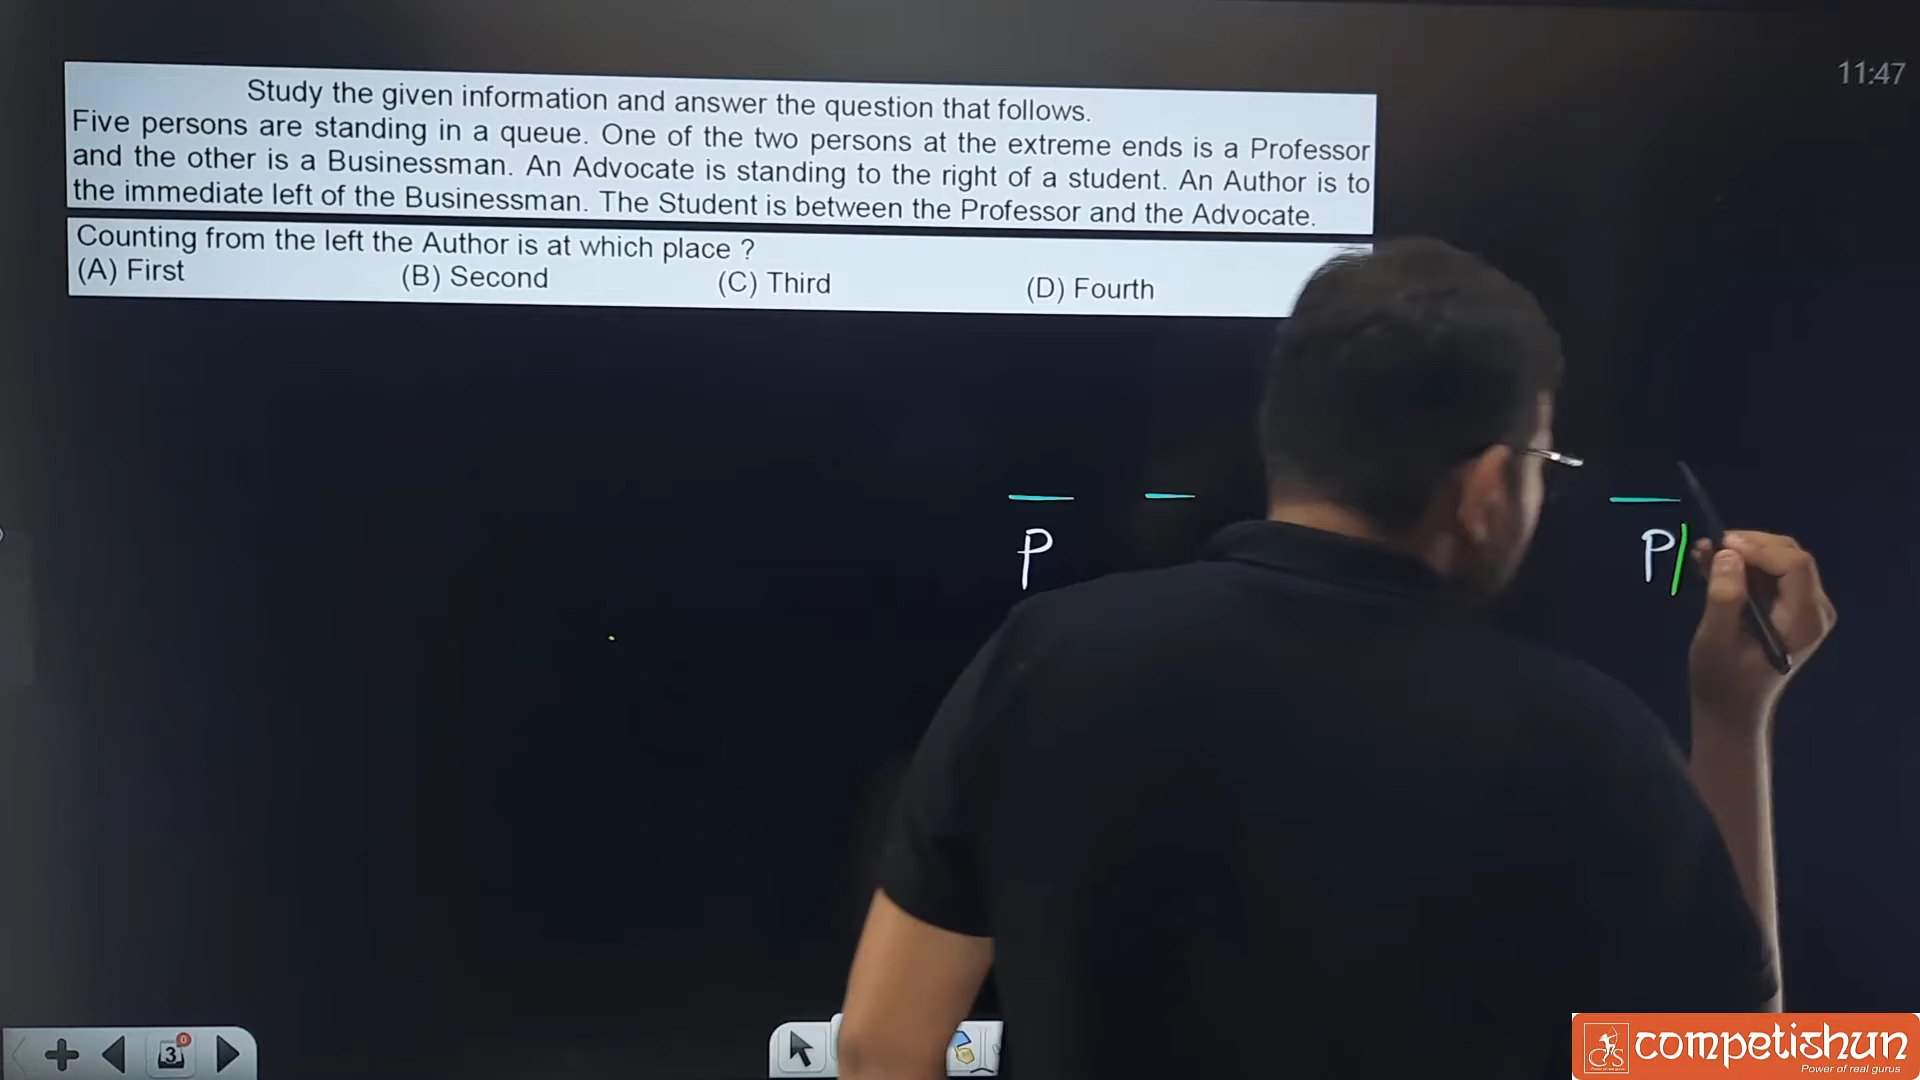 11:47
Study the given information and answer the question that follows.
Five persons are standing in a queue. One of the two persons at the extreme ends is a Professor
and the other is a Businessman. An Advocate is standing to the right of a student. An Author is to
the immediate left of the Businessman. The Student is between the Professor and the Advocate.
Counting from the left the Author is at which place ?
(A) First (B) Second (C) Third (D) Fourth
P P
3
0
competishun
Power of real gurus